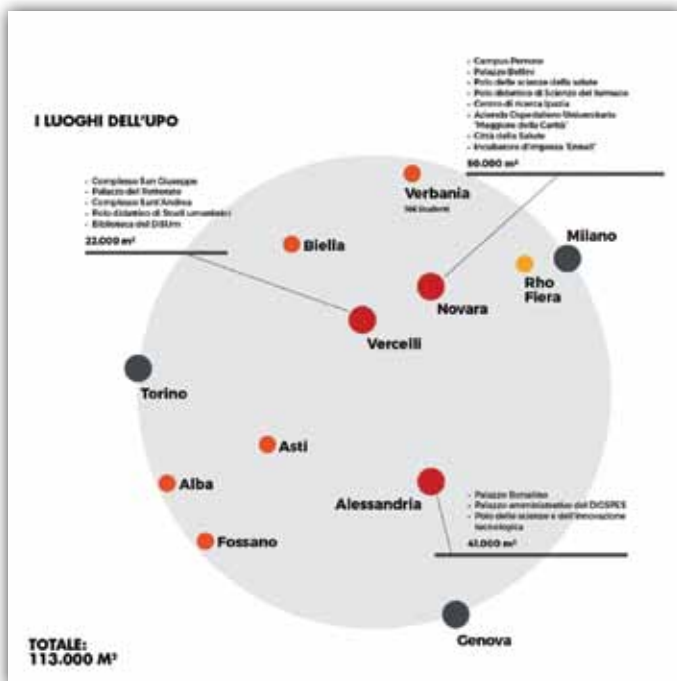 I LUOGHI DELL'UPO
- Campus Perrone
- Palazzo Bellini
- Polo delle scienze della salute
- Polo didattico di Scienze del farmaco
- Centro di ricerca Ipazia
- Azienda Ospedaliero Universitaria
"Maggiore della Carità"
- Città della Salute
- Incubatore d'impresa "Enne3"
50.000 m²
- Complesso San Giuseppe
- Palazzo del Rettorato
- Complesso Sant'Andrea
- Polo didattico di Studi umanistici
- Biblioteca del DISUm
22.000 m²
Verbania
Students
Biella
Milano
Rho
Fiera
Novara
Vercelli
Torino
Asti
Alba
Alessandria
- Palazzo Borsalino
- Palazzo amministrativo del DIGSPES
- Polo delle scienze e dell'innovazione
tecnologica
41.000 m²
Fossano
Genova
TOTALE:
113.000 M²